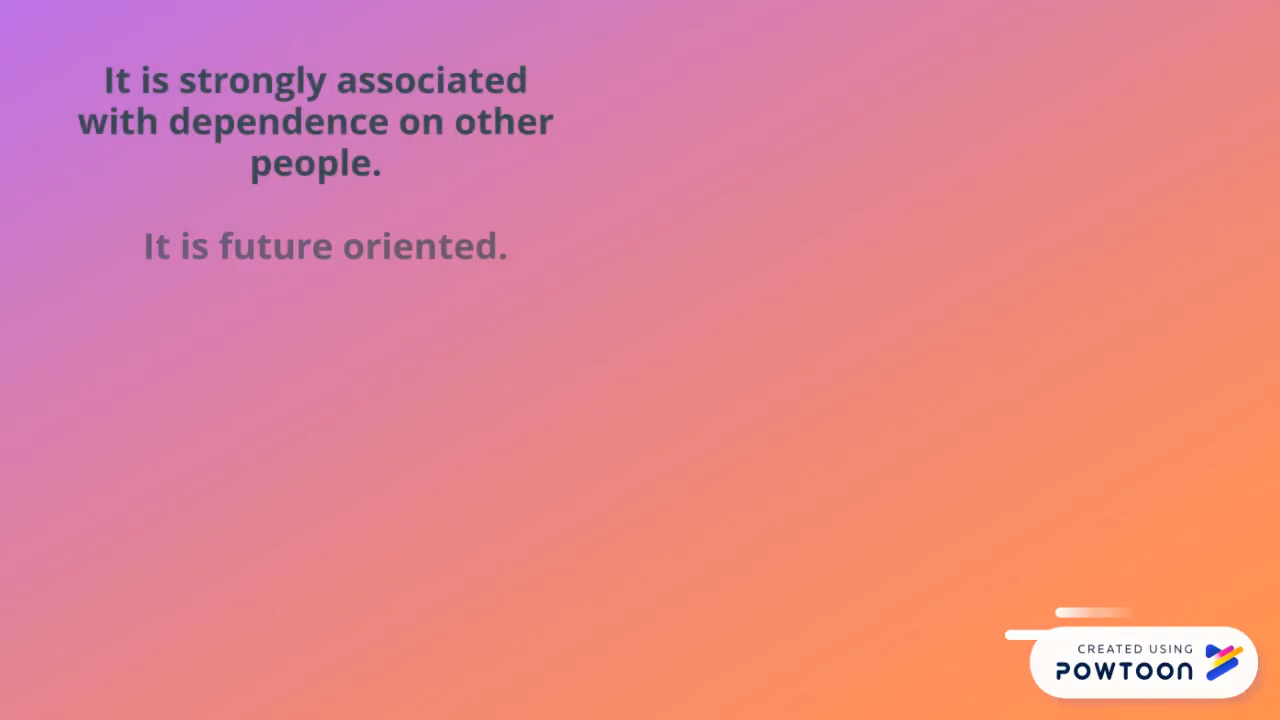 It is strongly associated
with dependence on other
people.
It is future oriented.
CREATED USING
POWTOON